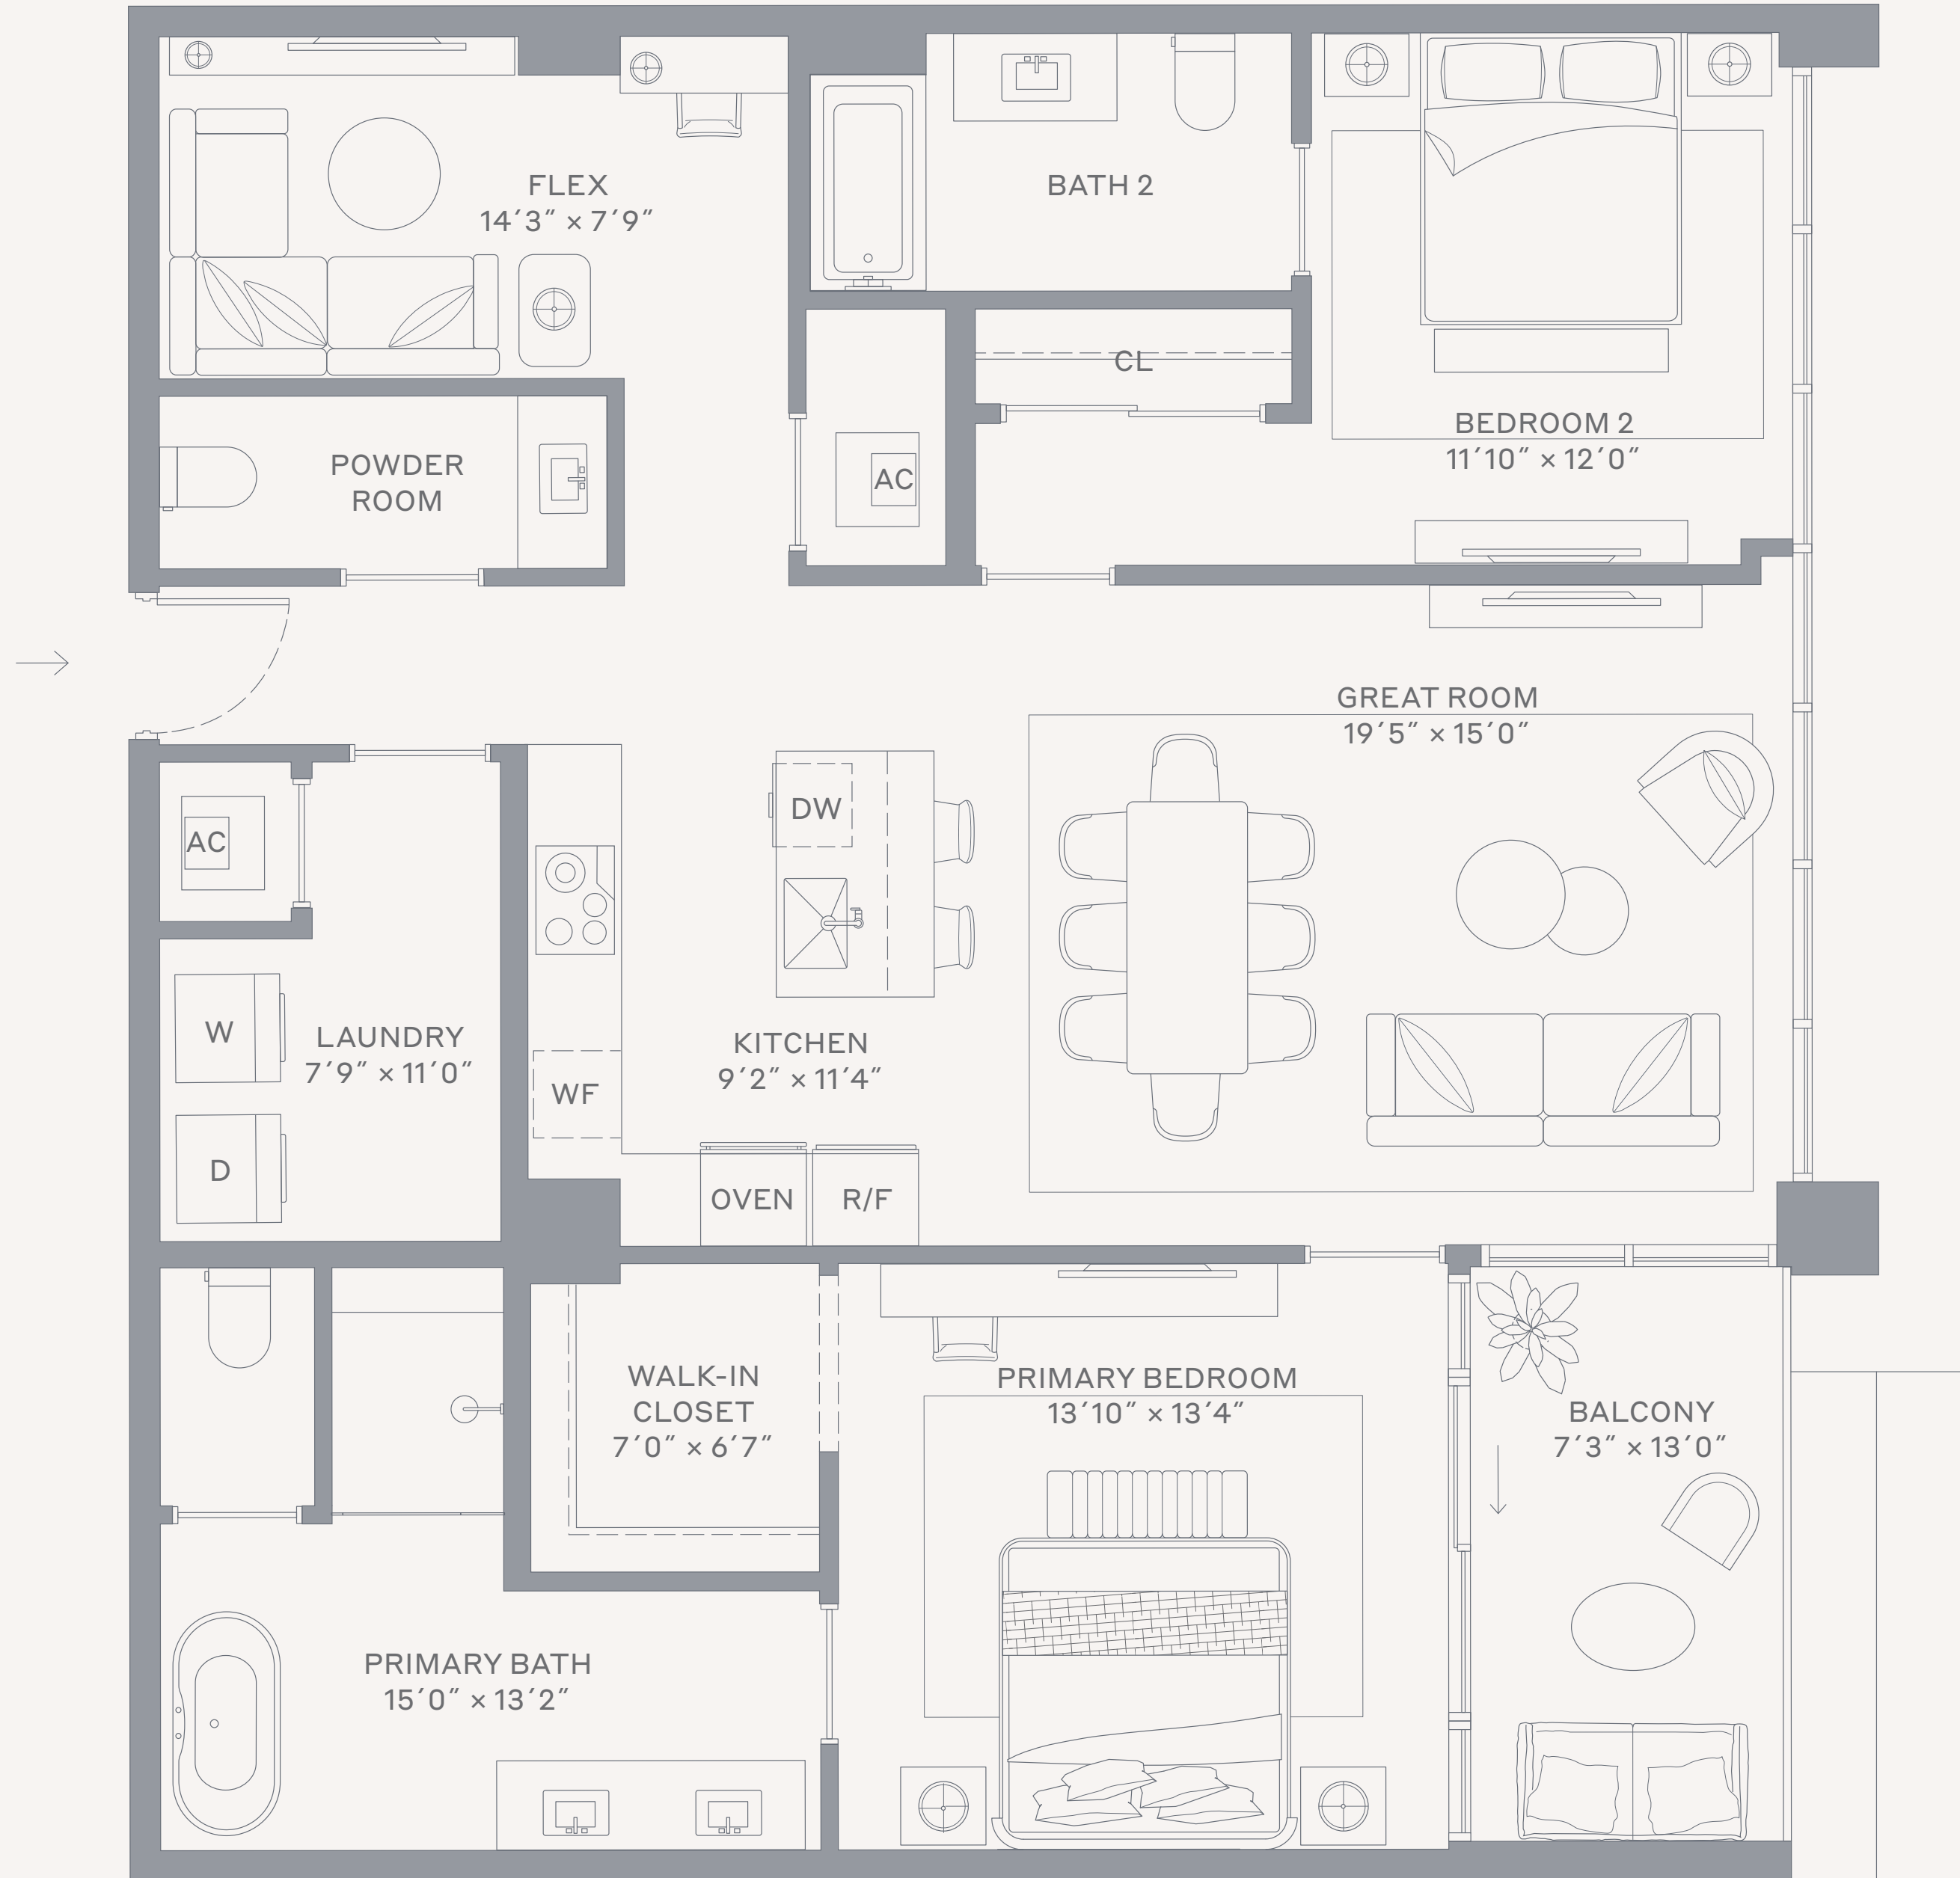 FLEX
14′3″ × 7′9″
BATH 2
CL
AC
BEDROOM 2
11′10″ × 12′0″
POWDER
ROOM
GREAT ROOM
19′5″ × 15′0″
AC
DW
W
LAUNDRY
7′9″ × 11′0″
D
WF
KITCHEN
9′2″ × 11′4″
OVEN
R/F
WALK-IN
CLOSET
7′0″ × 6′7″
PRIMARY BEDROOM
13′10″ × 13′4″
BALCONY
7′3″ × 13′0″
PRIMARY BATH
15′0″ × 13′2″